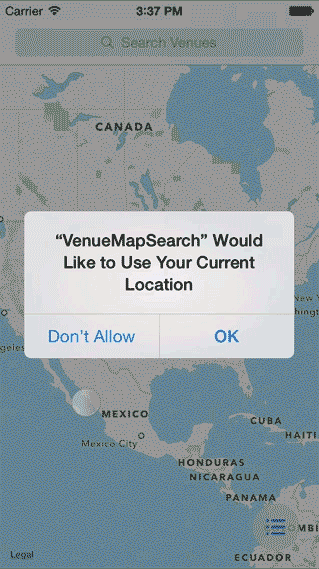 Carrier 3:37 PM
Search Venues
CANADA
“VenueMapSearch” Would
Like to Use Your Current
Location
Don't Allow OK
MEXICO
Mexico City
CUBA
HAITI
HONDURAS
NICARAGUA
PANAMA
Legal
ECUADOR